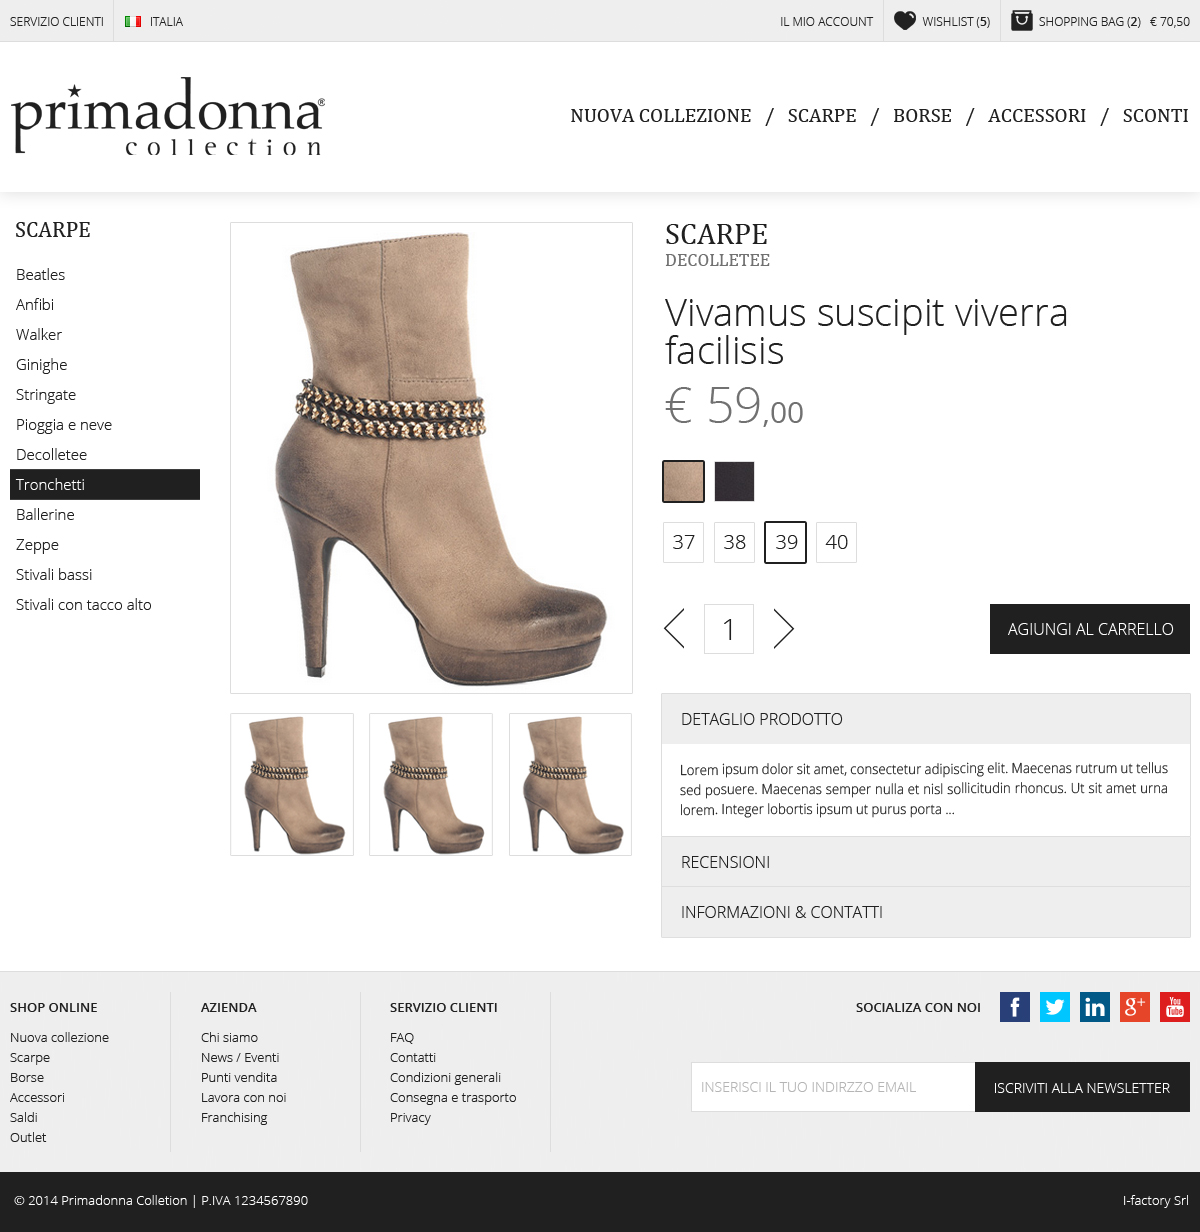 SERVIZIO CLIENTI
ITALIA
IL MIO ACCOUNT
WISHLIST (5)
SHOPPING BAG (2) € 70,50
primadonna®
collection
NUOVA COLLEZIONE / SCARPE / BORSE / ACCESSORI / SCONTI
SCARPE
Beatles
Anfibi
Walker
Ginighe
Stringate
Pioggia e neve
Decolletee
Tronchetti
Ballerine
Zeppe
Stivali bassi
Stivali con tacco alto
SCARPE
DECOLLETEE
Vivamus suscipit viverra
facilisis
€ 59,00
37 38 39 40
1
AGIUNGI AL CARRELLO
DETAGLIO PRODOTTO
Lorem ipsum dolor sit amet, consectetur adipiscing elit. Maecenas rutrum ut tellus
sed posuere. Maecenas semper nulla et nisl sollicitudin rhoncus. Ut sit amet urna
lorem. Integer lobortis ipsum ut purus porta ...
RECENSIONI
INFORMAZIONI & CONTATTI
SHOP ONLINE
Nuova collezione
Scarpe
Borse
Accessori
Saldi
Outlet
AZIENDA
Chi siamo
News / Eventi
Punti vendita
Lavora con noi
Franchising
SERVIZIO CLIENTI
FAQ
Contatti
Condizioni generali
Consegna e trasporto
Privacy
SOCIALIZA CON NOI
f
in
g+
You
Tube
INSERISCI IL TUO INDIRZZO EMAIL
ISCRIVITI ALLA NEWSLETTER
© 2014 Primadonna Colletion | P.IVA 1234567890
I-factory Srl